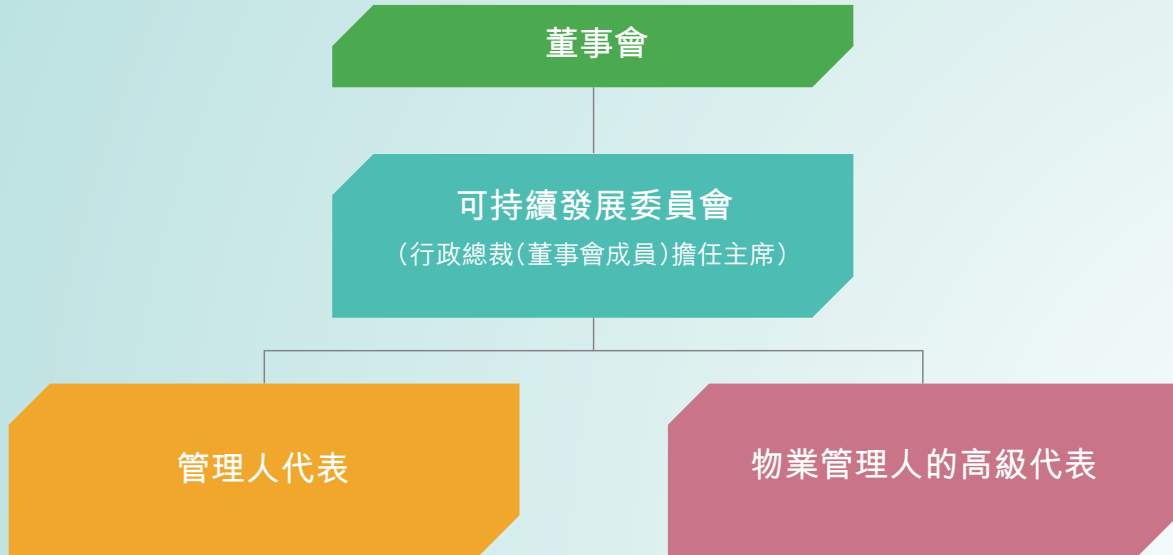 董事會
可持續發展委員會
（行政總裁（董事會成員）擔任主席）
管理人代表
物業管理人的高級代表